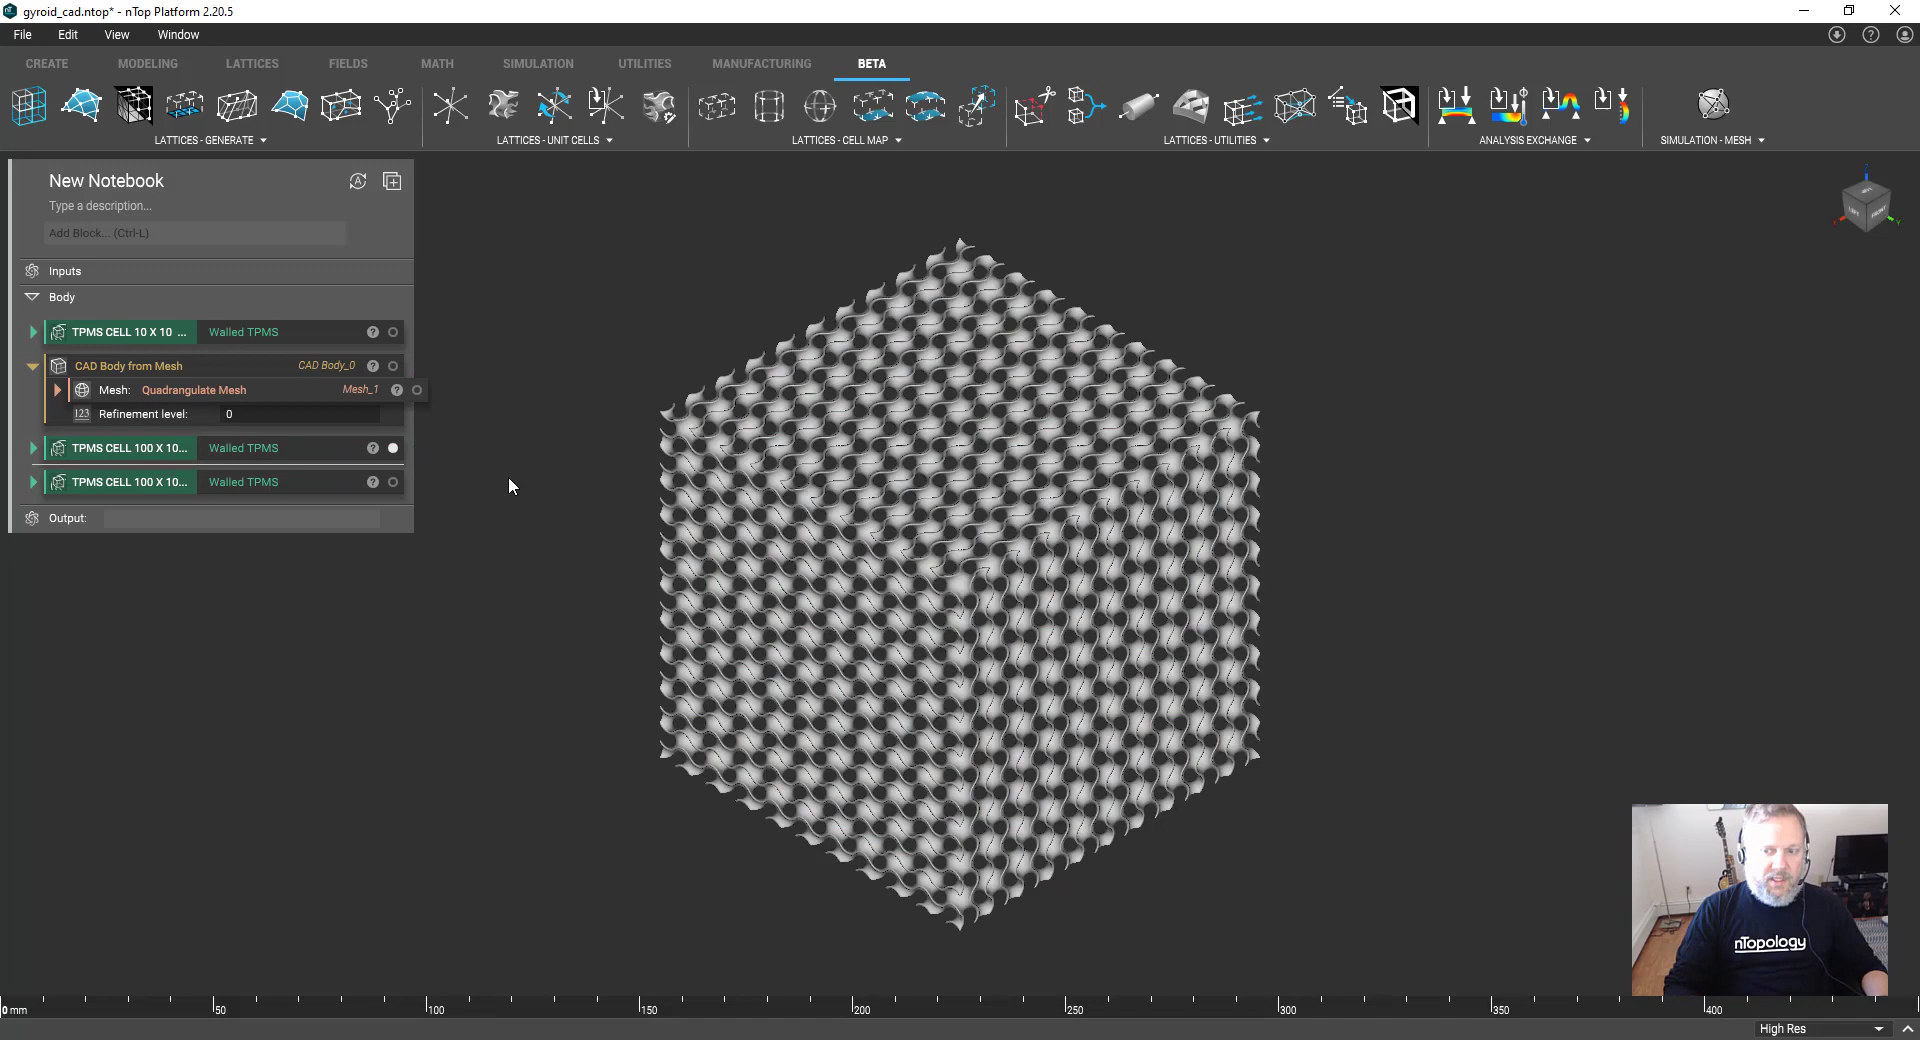 gyroid_cad.ntop* - nTop Platform 2.20.5
File Edit View Window
CREATE MODELING LATTICES FIELDS MATH SIMULATION UTILITIES MANUFACTURING BETA
LATTICES - GENERATE LATTICES - UNIT CELLS LATTICES - CELL MAP LATTICES - UTILITIES ANALYSIS EXCHANGE SIMULATION - MESH
New Notebook
Type a description...
Add Block... (Ctrl-L)
Inputs
Body
TPMS CELL 10 X 10 ... Walled TPMS
CAD Body from Mesh CAD Body_0
Mesh: Quadrangulate Mesh Mesh_1
123 Refinement level: 0
TPMS CELL 100 X 10... Walled TPMS
TPMS CELL 100 X 10... Walled TPMS
Output:
LEFT FRONT
nTopology
0 mm 50 100 150 200 250 300 350 400
High Res